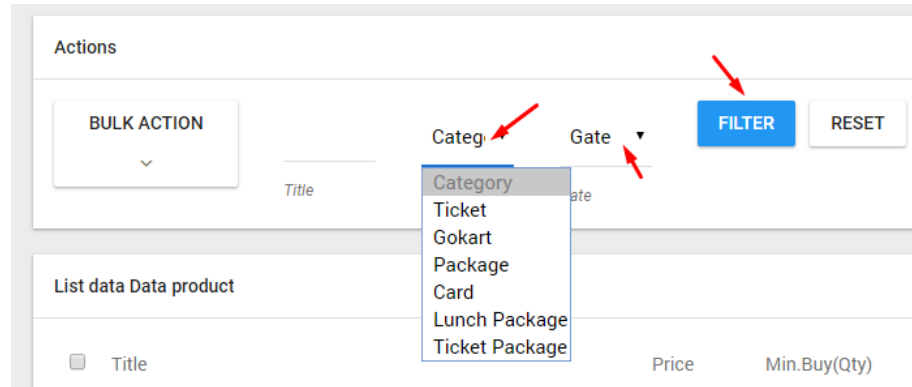 Actions
BULK ACTION
Title
Gate
FILTER
RESET
Category
Ticket
Gokart
Package
Card
Lunch Package
Ticket Package
List data Data product
Title
Price
Min.Buy(Qty)